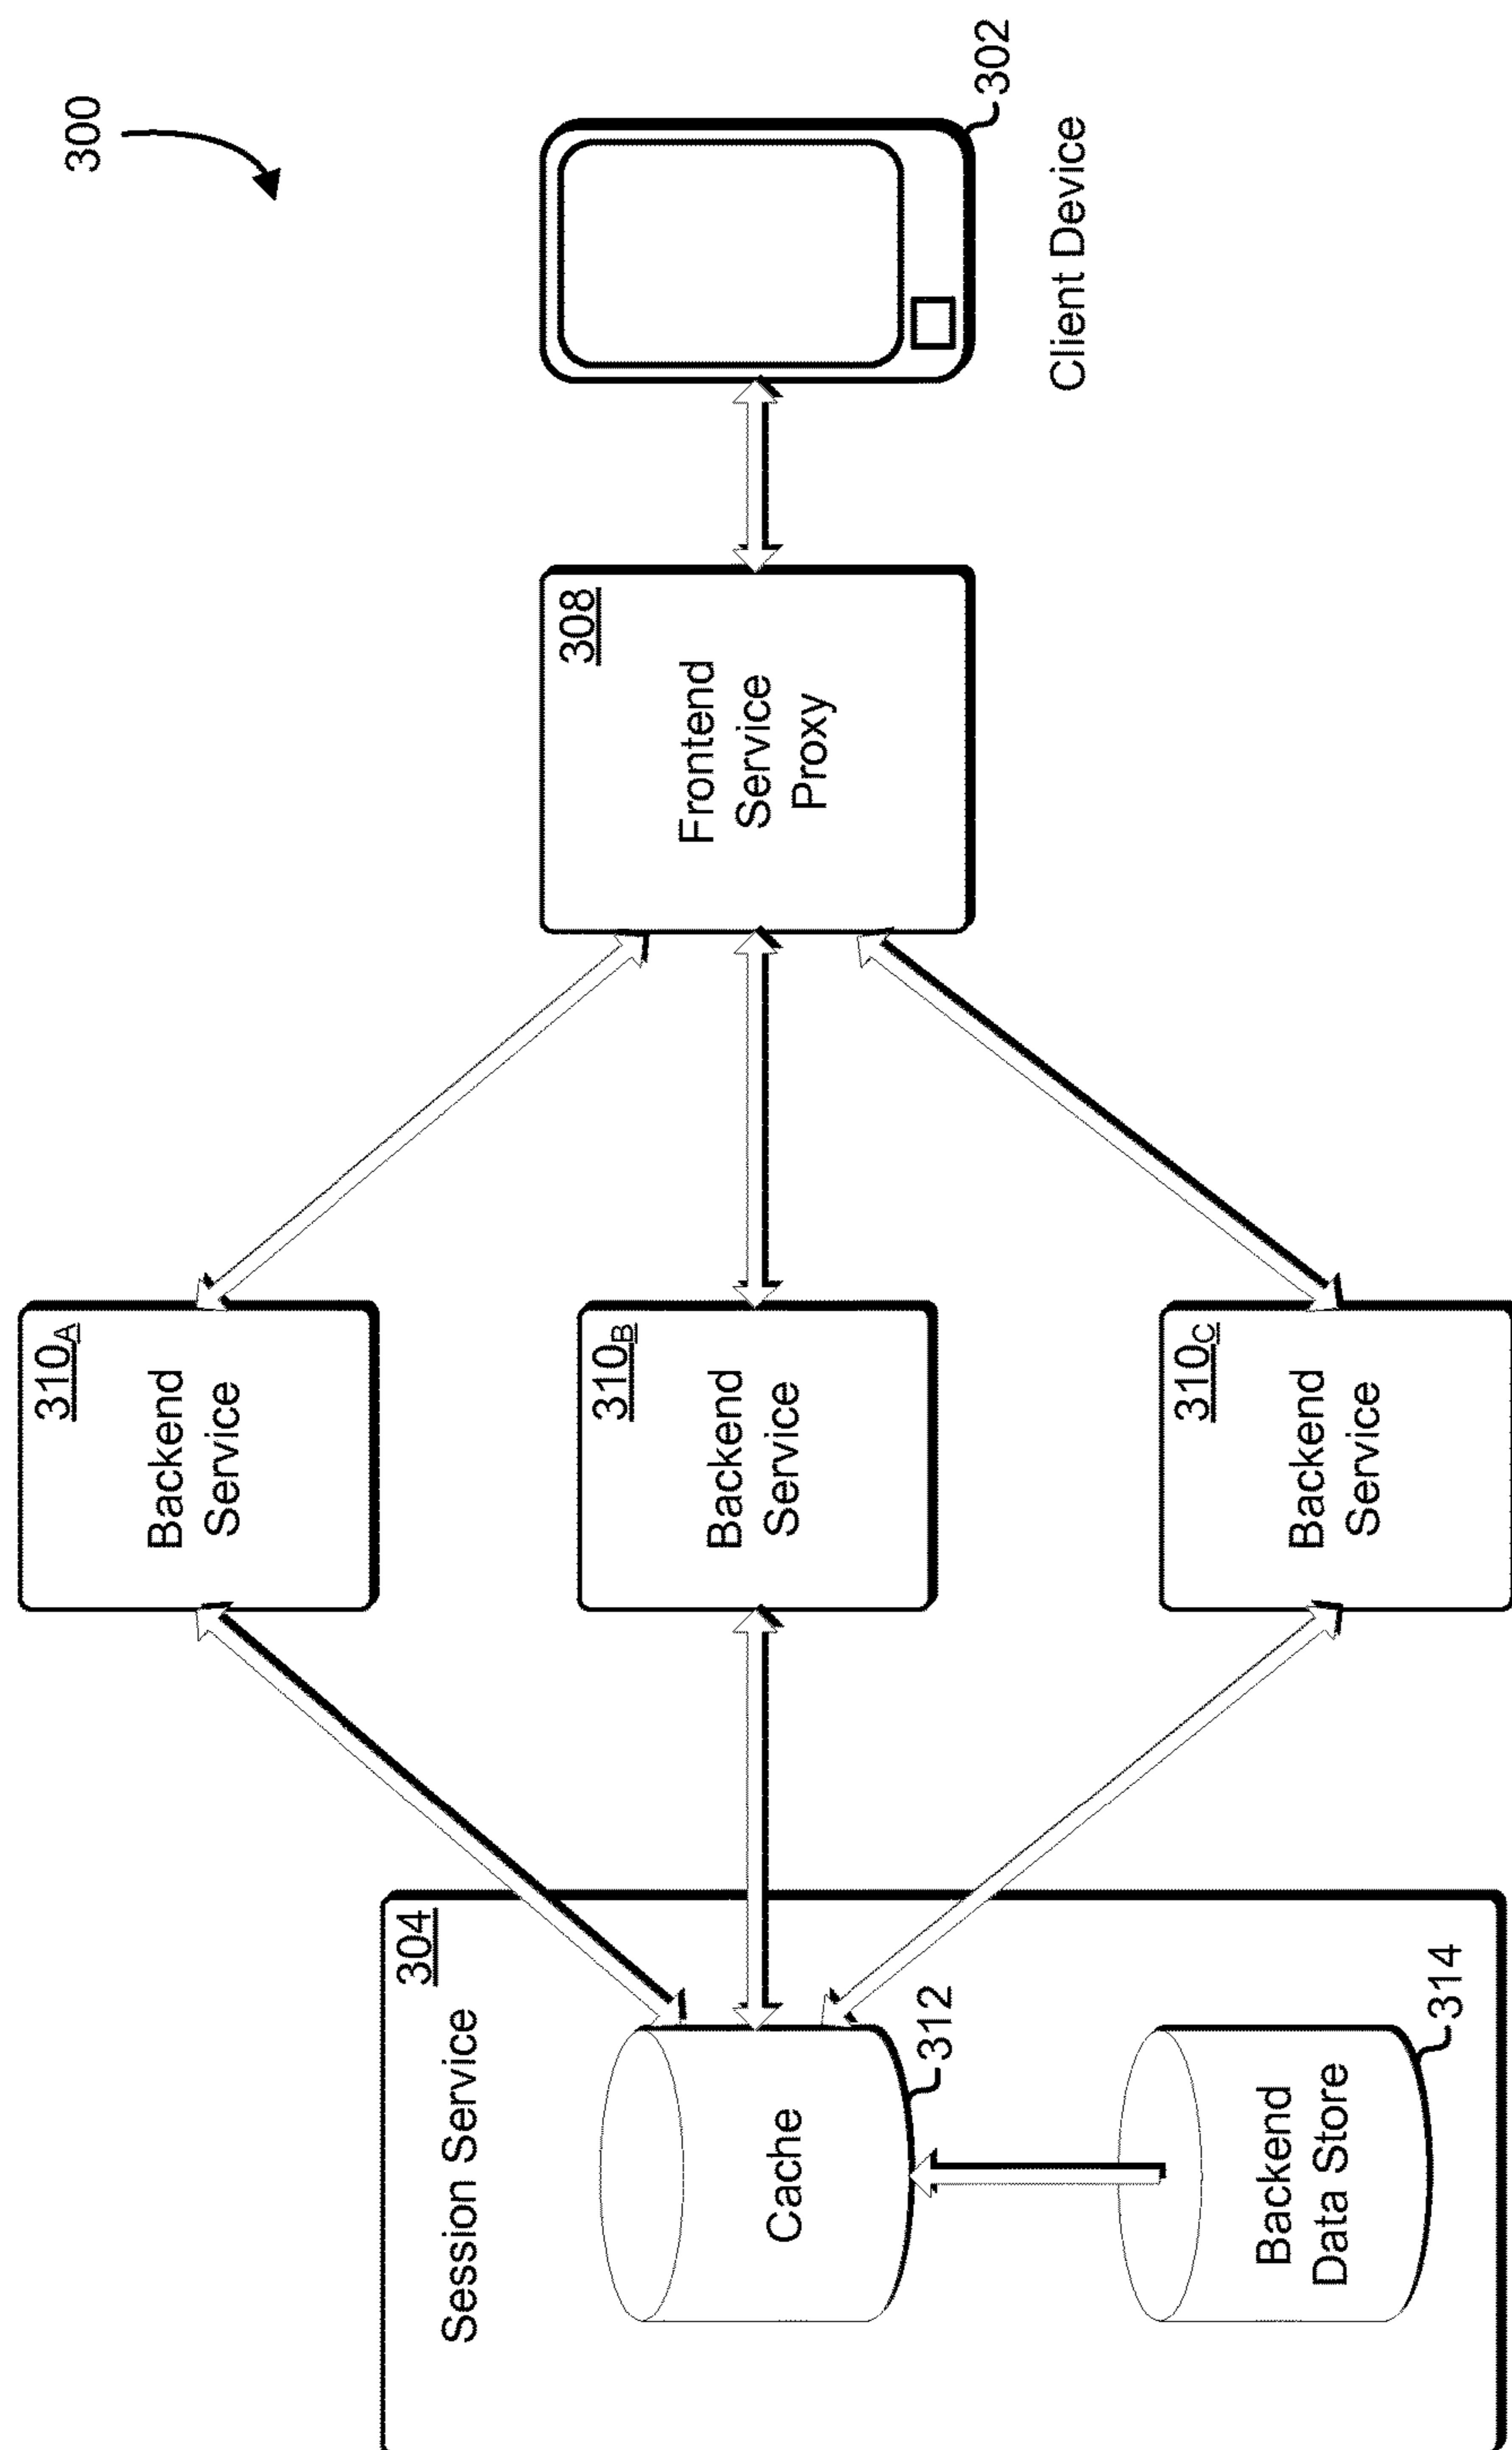 300
304
Session Service
Cache
312
Backend
Data Store
314
310A
Backend
Service
310B
Backend
Service
310C
Backend
Service
308
Frontend
Service
Proxy
302
Client Device